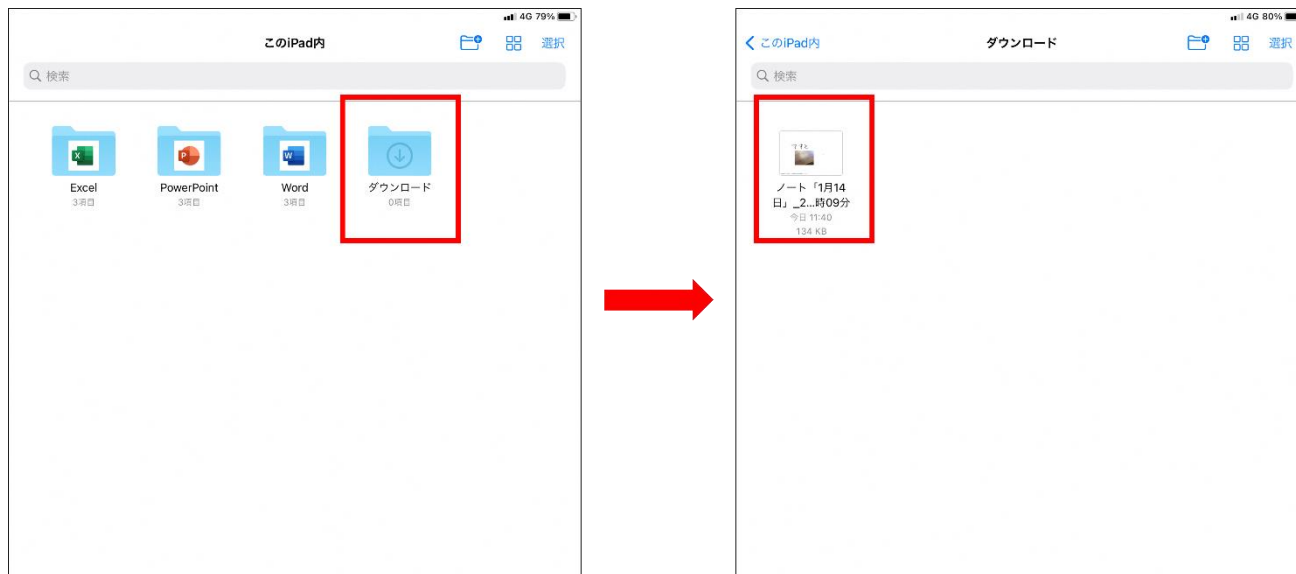 4G 79%
このiPad内
選択
検索
Excel
3項目
PowerPoint
3項目
Word
3項目
ダウンロード
0項目
4G 80%
このiPad内
ダウンロード
選択
検索
ノート「1月14
日」_2...時09分
今日 11:40
134 KB